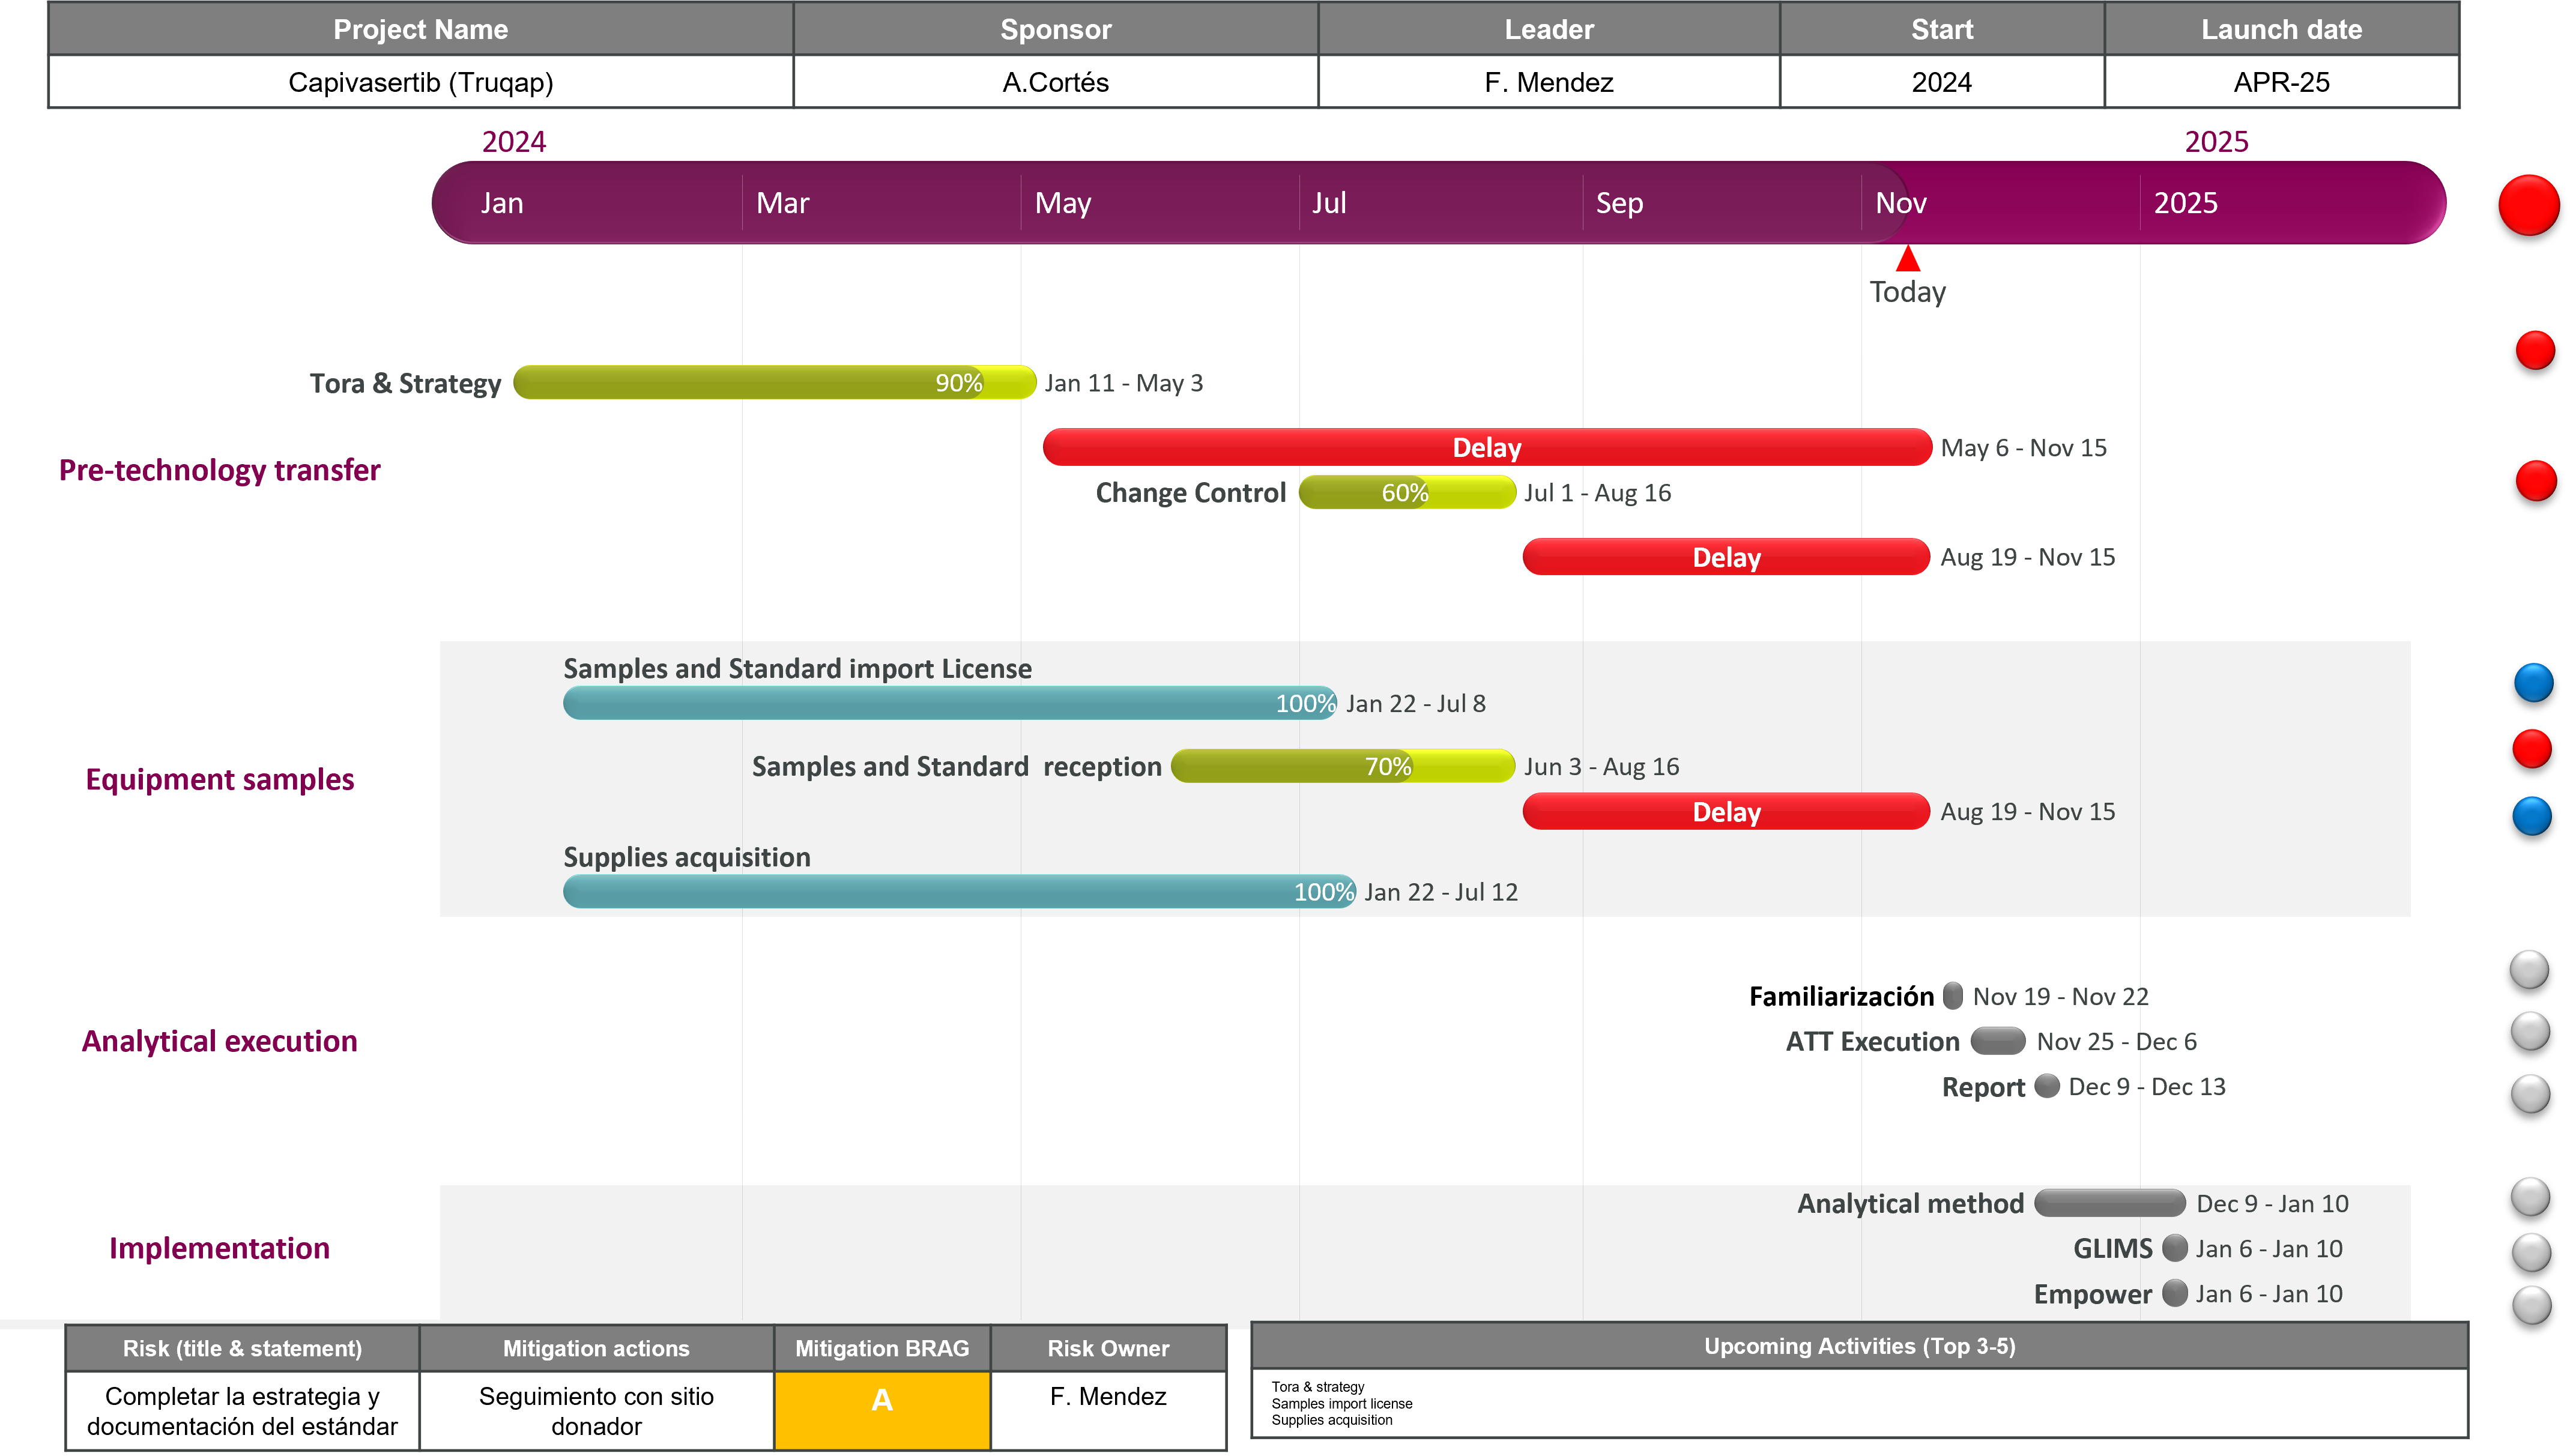 Project Name Sponsor Leader Start Launch date
Capivasertib (Truqap) A.Cortés F. Mendez 2024 APR-25
2024 2025
Jan Mar May Jul Sep Nov 2025
Today
Tora & Strategy 90% Jan 11 - May 3
Delay May 6 - Nov 15
Pre-technology transfer
Change Control 60% Jul 1 - Aug 16
Delay Aug 19 - Nov 15
Samples and Standard import License
100% Jan 22 - Jul 8
Equipment samples
Samples and Standard reception 70% Jun 3 - Aug 16
Delay Aug 19 - Nov 15
Supplies acquisition
100% Jan 22 - Jul 12
Analytical execution
Familiarización Nov 19 - Nov 22
ATT Execution Nov 25 - Dec 6
Report Dec 9 - Dec 13
Implementation
Analytical method Dec 9 - Jan 10
GLIMS Jan 6 - Jan 10
Empower Jan 6 - Jan 10
Risk (title & statement) Mitigation actions Mitigation BRAG Risk Owner
Completar la estrategia y
documentación del estándar
Seguimiento con sitio
donador
A
F. Mendez
Upcoming Activities (Top 3-5)
Tora & strategy
Samples import license
Supplies acquisition